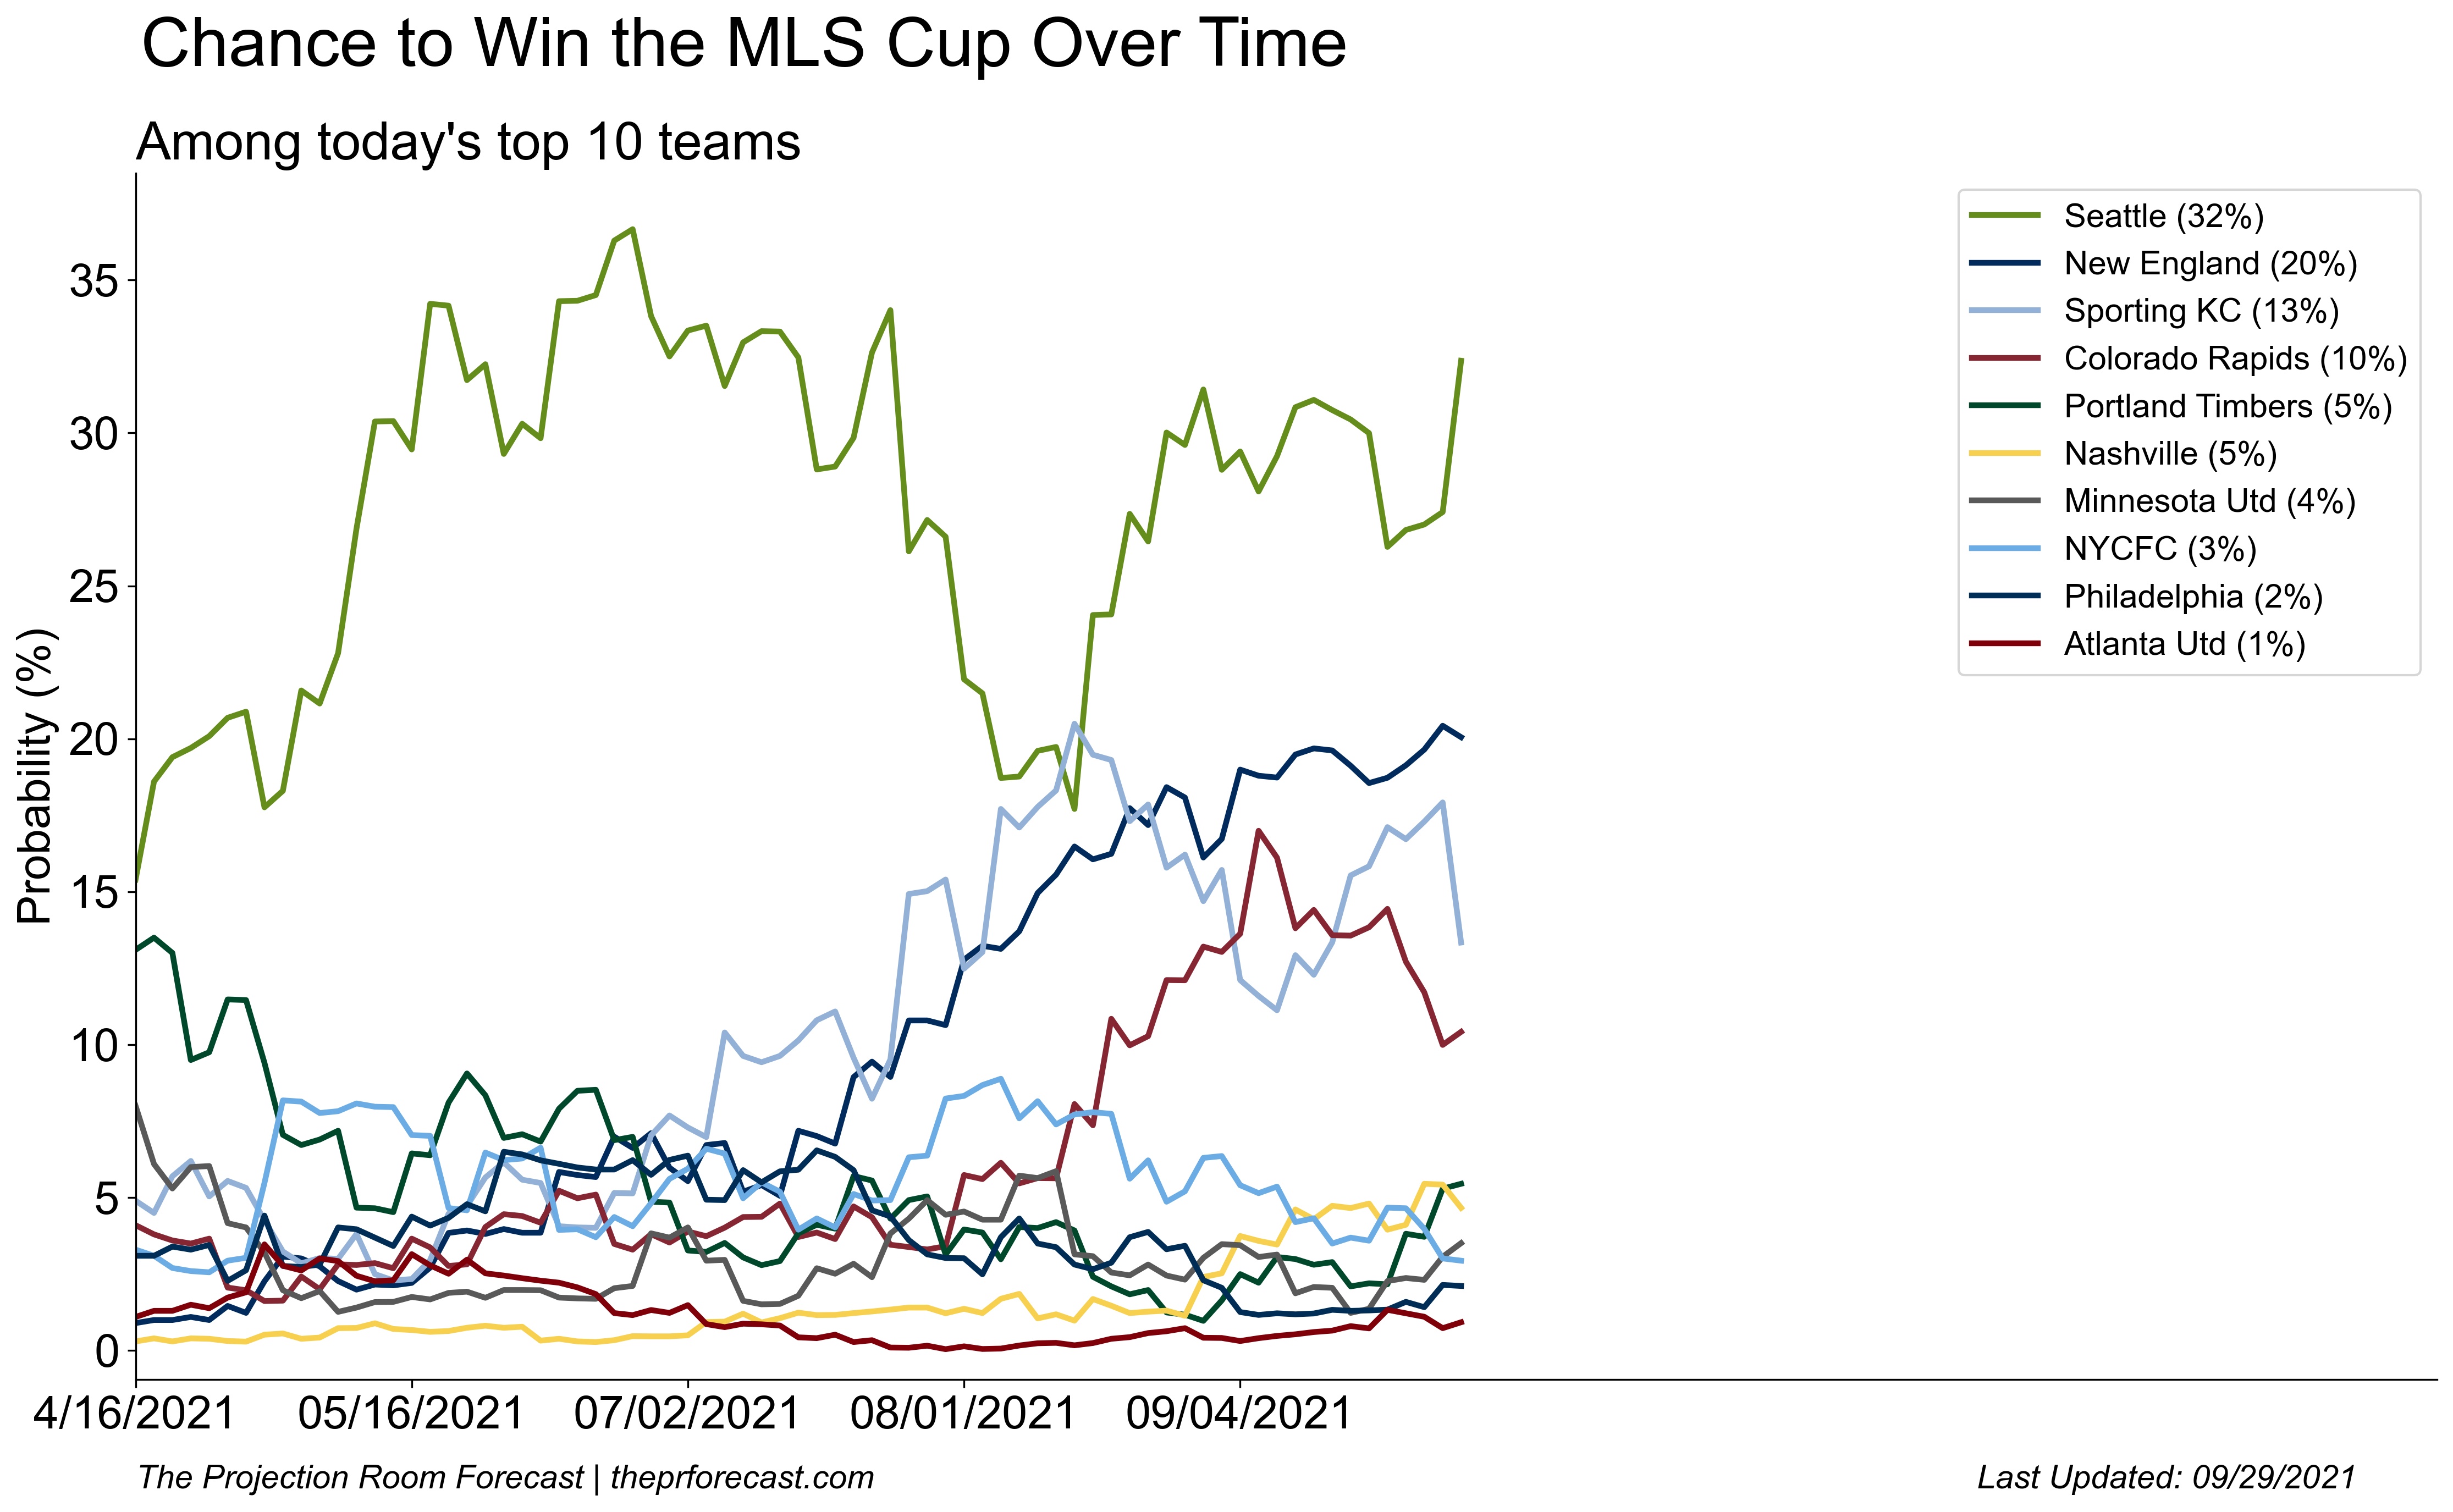 Chance to Win the MLS Cup Over Time
Among today's top 10 teams
Probability (%)
35
30
25
20
15
10
5
0
4/16/2021
05/16/2021
07/02/2021
08/01/2021
09/04/2021
Seattle (32%)
New England (20%)
Sporting KC (13%)
Colorado Rapids (10%)
Portland Timbers (5%)
Nashville (5%)
Minnesota Utd (4%)
NYCFC (3%)
Philadelphia (2%)
Atlanta Utd (1%)
The Projection Room Forecast | theprforecast.com
Last Updated: 09/29/2021